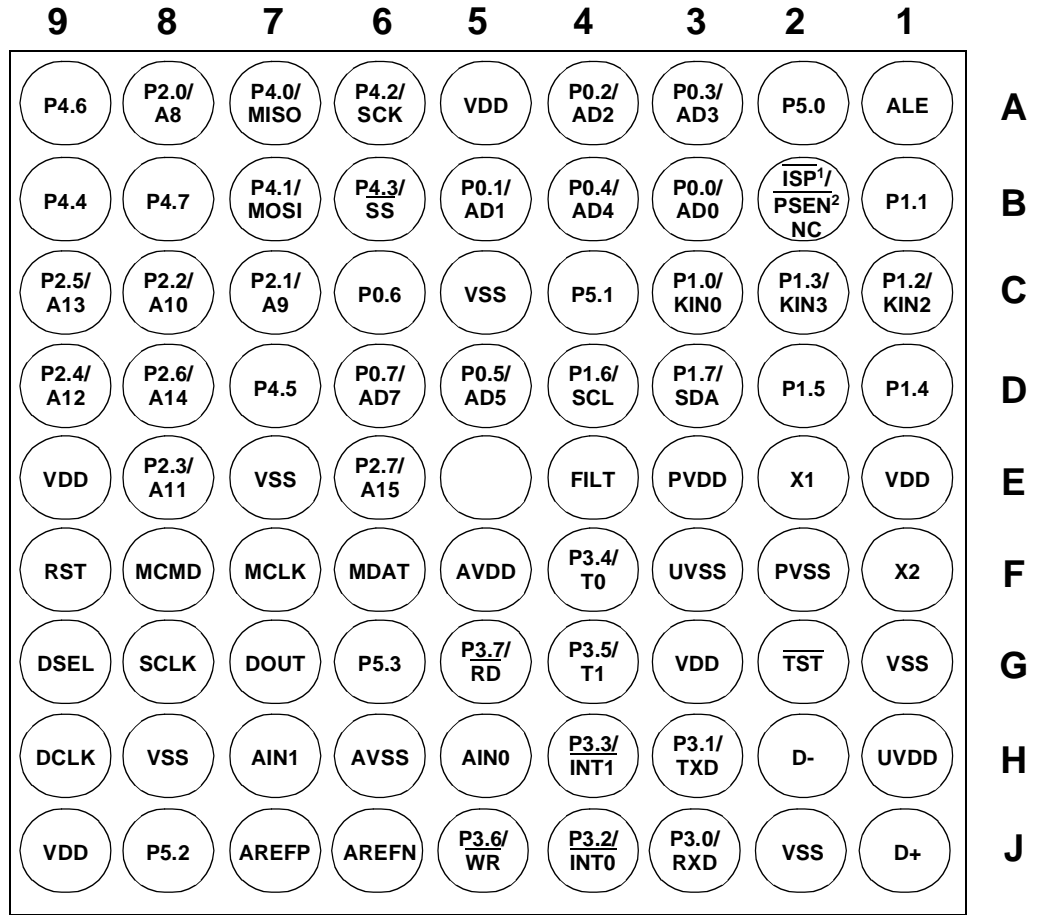 9 8 7 6 5 4 3 2 1
P4.6 P2.0/ P4.0/ P4.2/ VDD P0.2/ P0.3/ P5.0 ALE A
A8 MISO SCK AD2 AD3
P4.4 P4.7 P4.1/ P4.3/ P0.1/ P0.4/ P0.0/ ISP¹/ P1.1 B
MOSI SS AD1 AD4 AD0 PSEN²
NC
P2.5/ P2.2/ P2.1/ P0.6 VSS P5.1 P1.0/ P1.3/ P1.2/ C
A13 A10 A9 KIN0 KIN3 KIN2
P2.4/ P2.6/ P4.5 P0.7/ P0.5/ P1.6/ P1.7/ P1.5 P1.4 D
A12 A14 AD7 AD5 SCL SDA
VDD P2.3/ VSS P2.7/ FILT PVDD X1 VDD E
A11 A15
RST MCMD MCLK MDAT AVDD P3.4/ UVSS PVSS X2 F
T0
DSEL SCLK DOUT P5.3 P3.7/ P3.5/ VDD TST VSS G
RD T1
DCLK VSS AIN1 AVSS AIN0 P3.3/ P3.1/ D- UVDD H
INT1 TXD
VDD P5.2 AREFP AREFN P3.6/ P3.2/ P3.0/ VSS D+ J
WR INT0 RXD